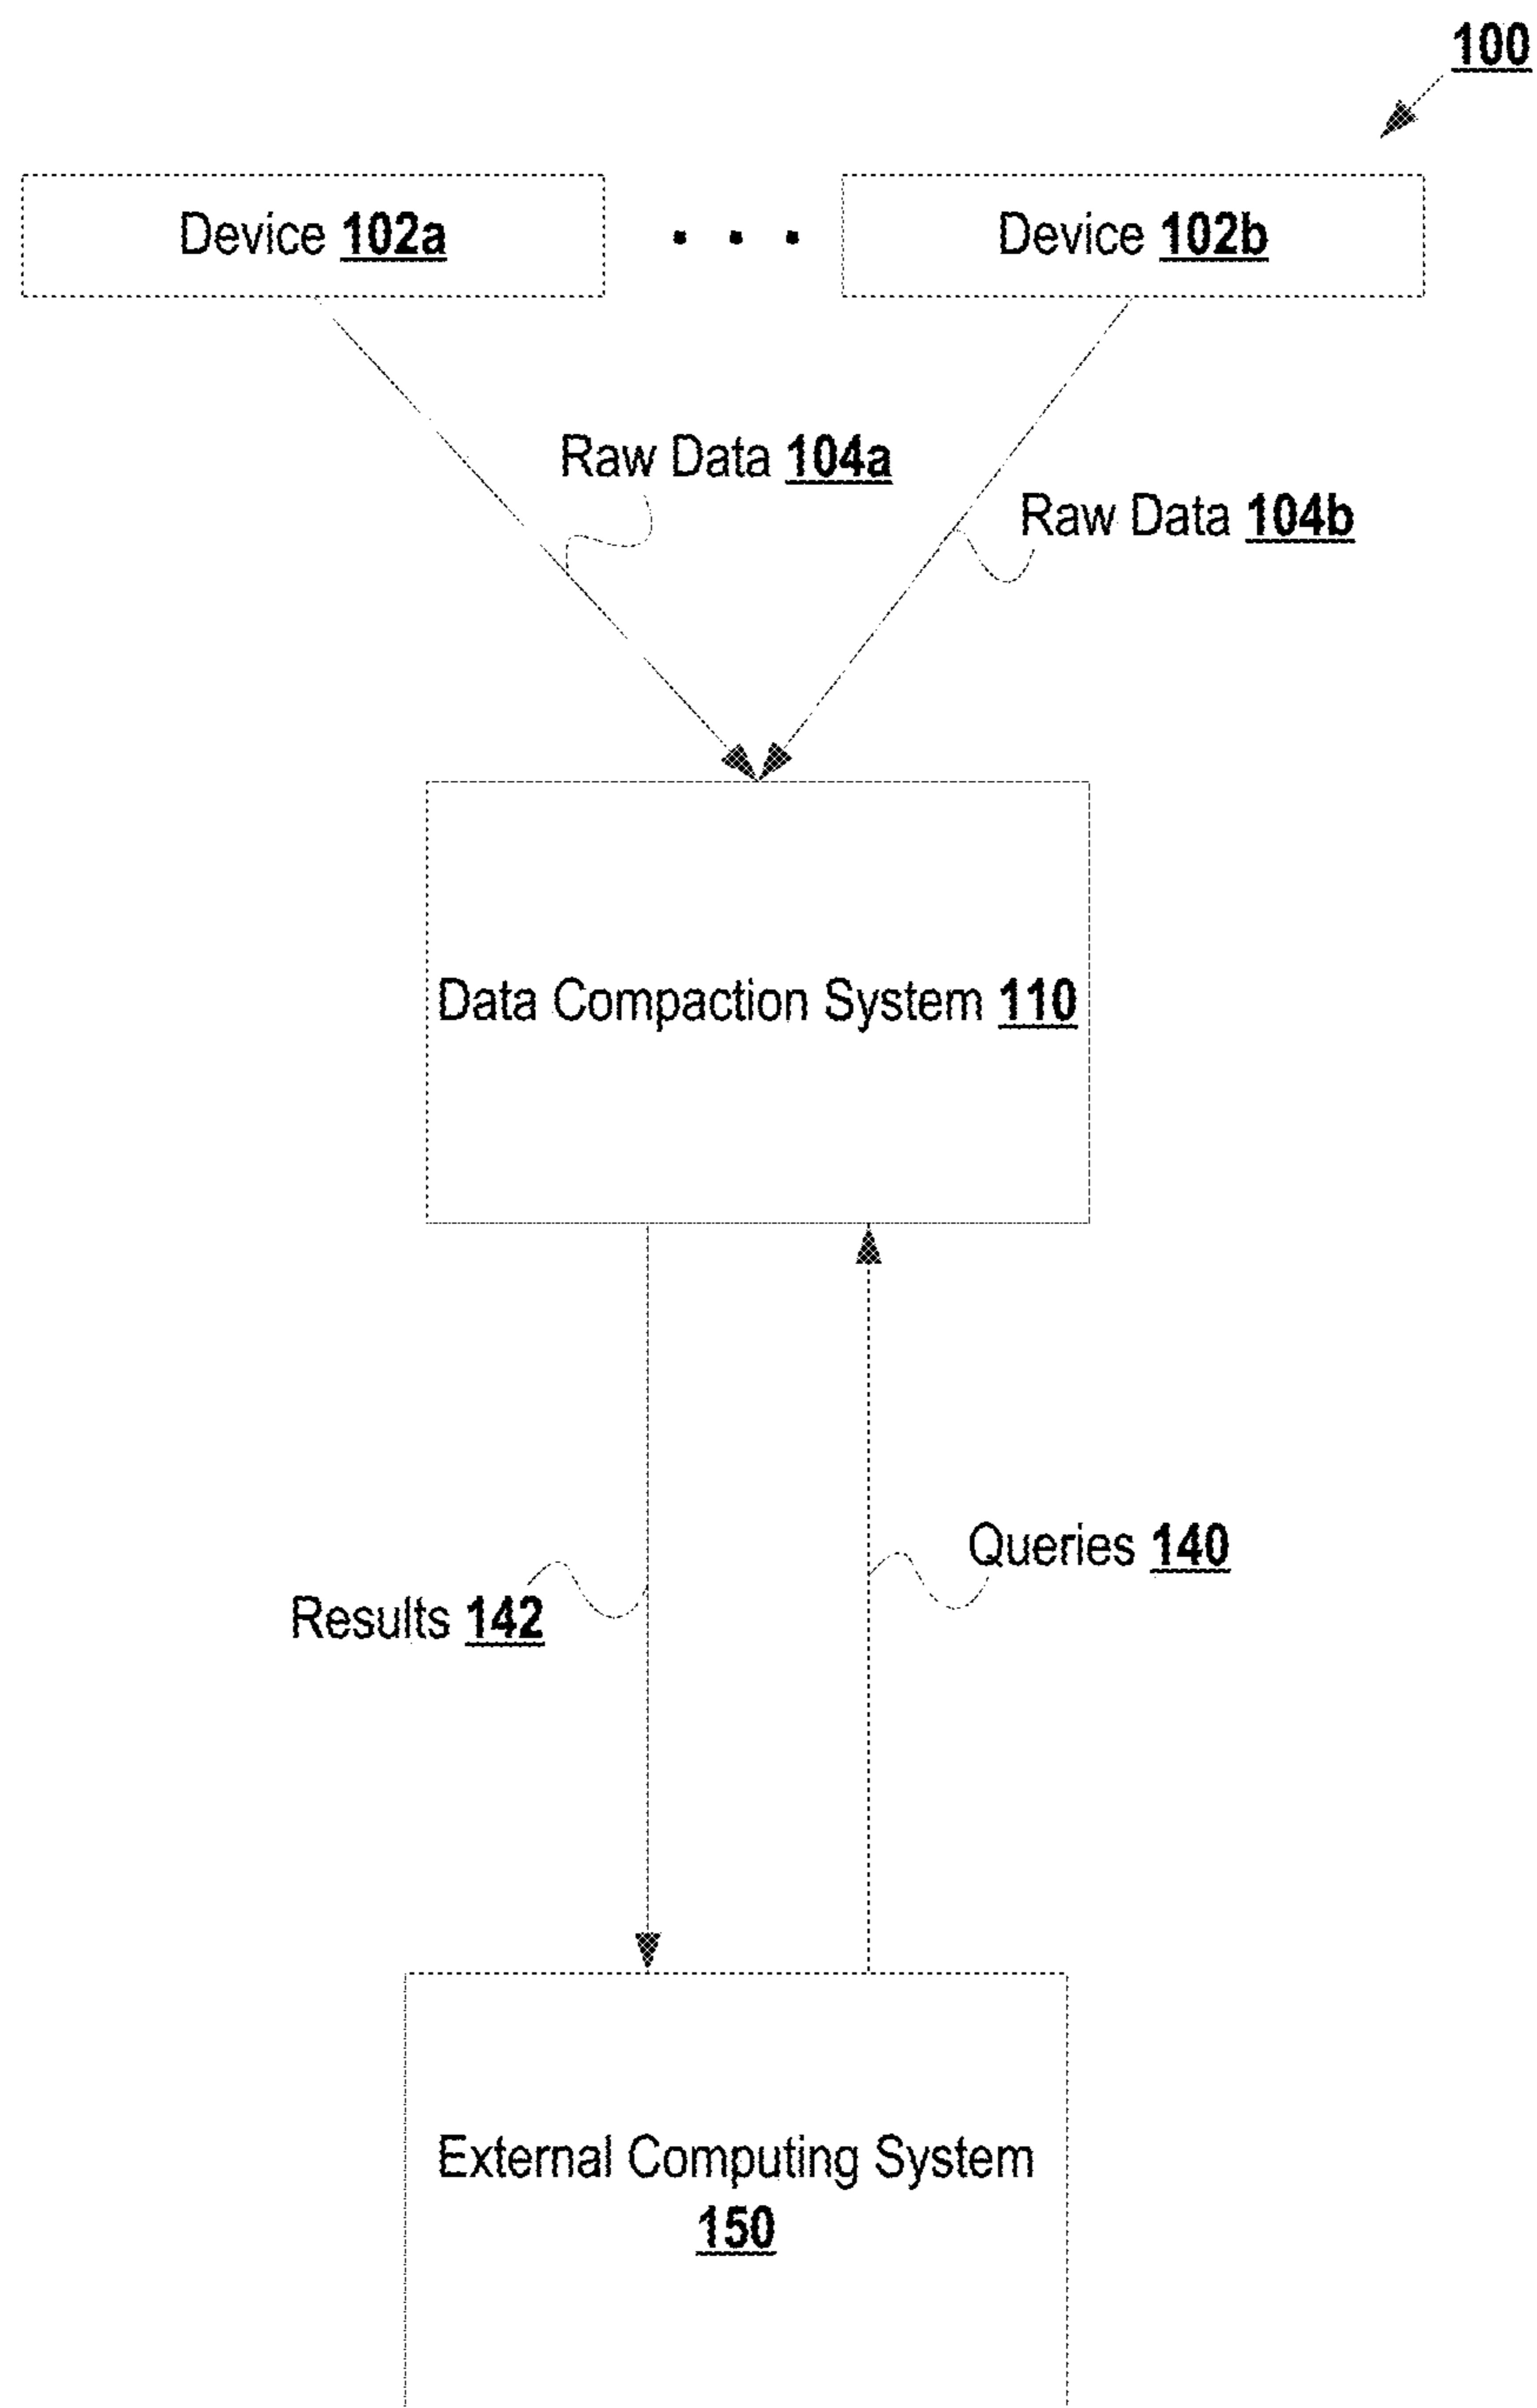 100
Device 102a
Device 102b
Raw Data 104a
Raw Data 104b
Data Compaction System 110
Queries 140
Results 142
External Computing System
150